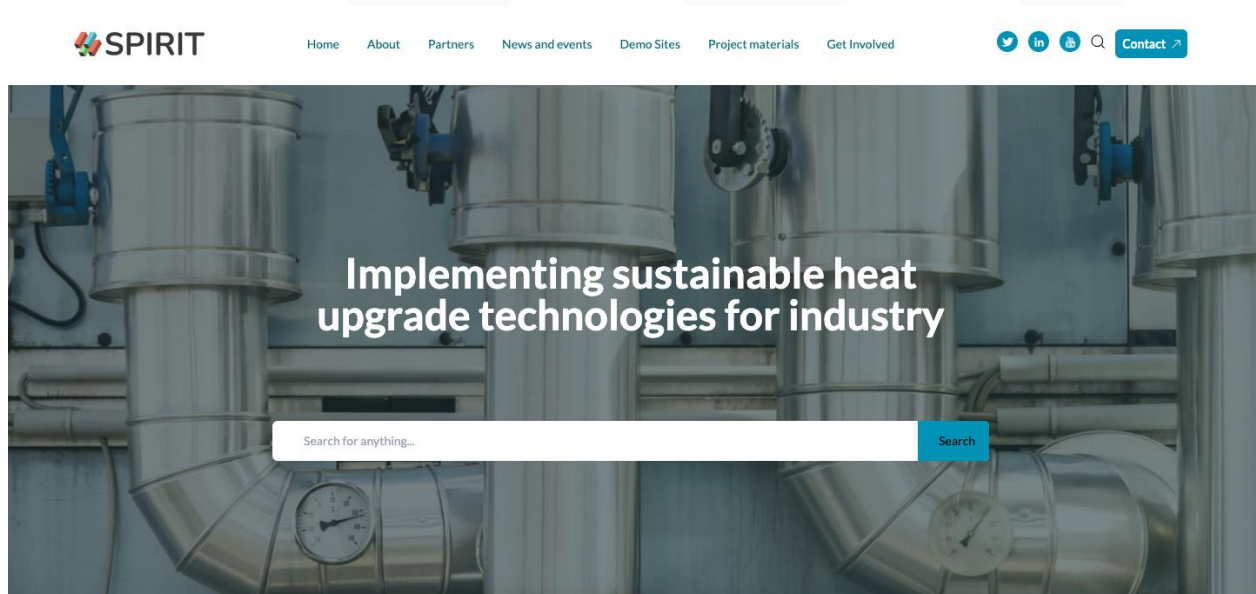 SPIRIT
Home About Partners News and events Demo Sites Project materials Get Involved
Contact
Implementing sustainable heat
upgrade technologies for industry
Search for anything...
Search